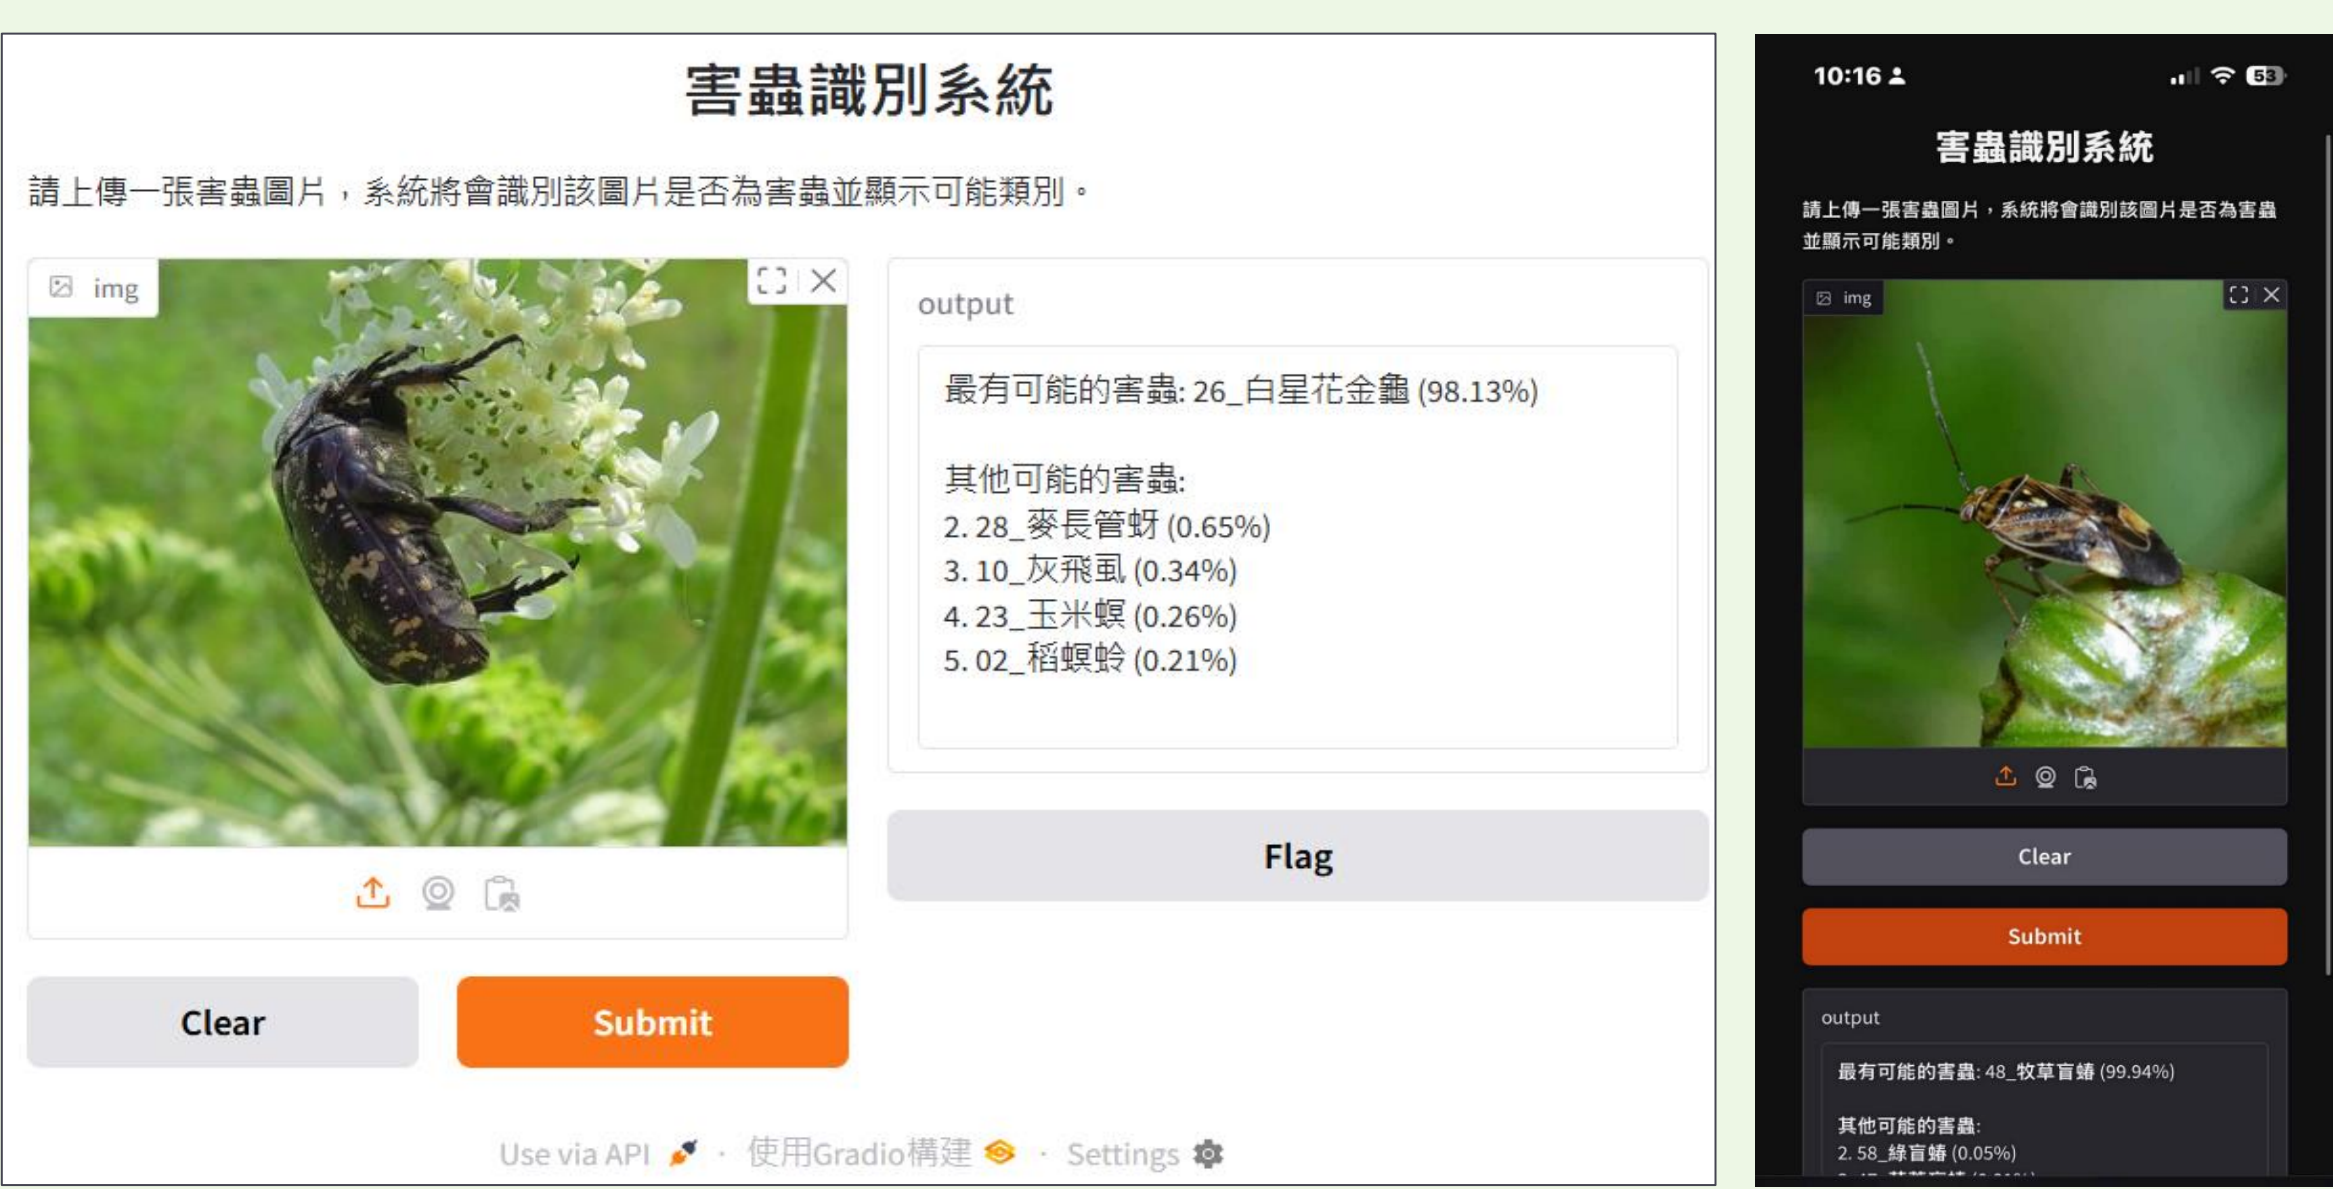 害蟲識別系統
請上傳一張害蟲圖片，系統將會識別該圖片是否為害蟲並顯示可能類別。
img
output
最有可能的害蟲: 26_白星花金龜 (98.13%)
其他可能的害蟲:
2. 28_麥長管蚜 (0.65%)
3. 10_灰飛虱 (0.34%)
4. 23_玉米螟 (0.26%)
5. 02_稻螟蛉 (0.21%)
Flag
Clear
Submit
Use via API · 使用Gradio構建 · Settings
10:16
53
害蟲識別系統
請上傳一張害蟲圖片，系統將會識別該圖片是否為害蟲
並顯示可能類別。
img
Clear
Submit
output
最有可能的害蟲: 48_牧草盲蝽 (99.94%)
其他可能的害蟲:
2. 58_綠盲蝽 (0.05%)